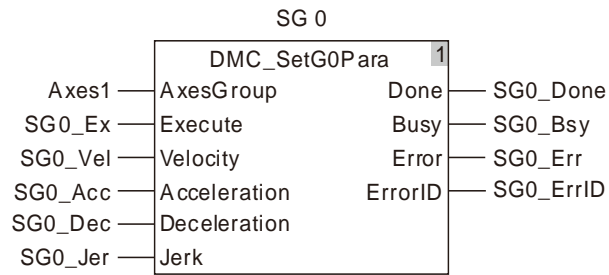 SG 0
DMC_SetG0Para 1
Axes1 AxesGroup Done SG0_Done
SG0_Ex Execute Busy SG0_Bsy
SG0_Vel Velocity Error SG0_Err
SG0_Acc Acceleration ErrorID SG0_ErrID
SG0_Dec Deceleration
SG0_Jer Jerk